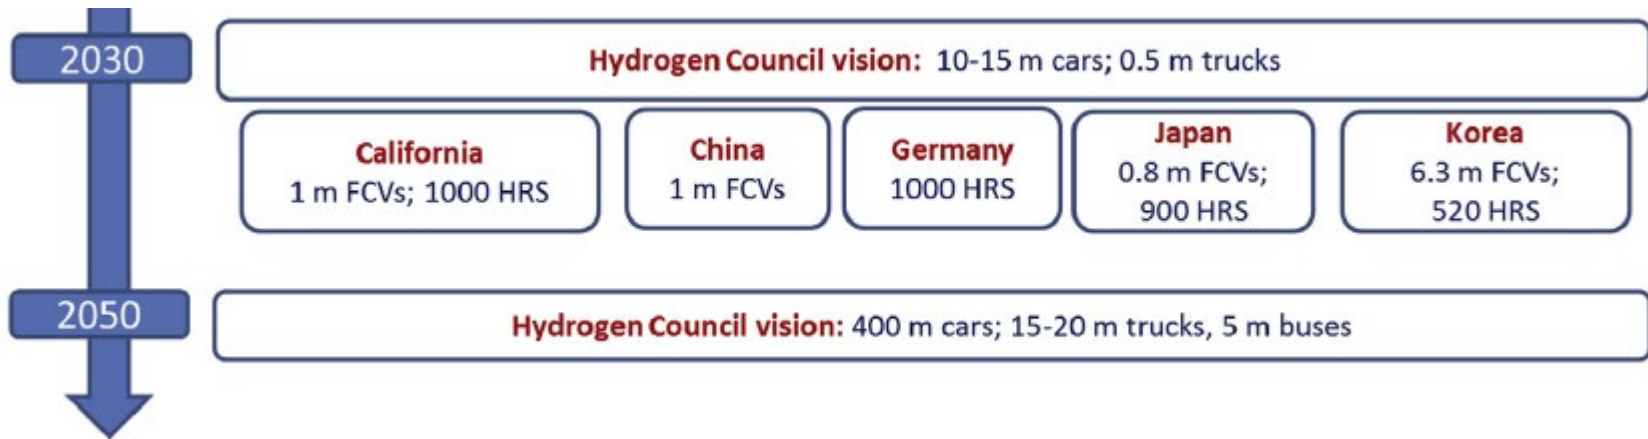 2030
Hydrogen Council vision: 10-15 m cars; 0.5 m trucks
California
1 m FCVs; 1000 HRS
China
1 m FCVs
Germany
1000 HRS
Japan
0.8 m FCVs;
900 HRS
Korea
6.3 m FCVs;
520 HRS
2050
Hydrogen Council vision: 400 m cars; 15-20 m trucks, 5 m buses